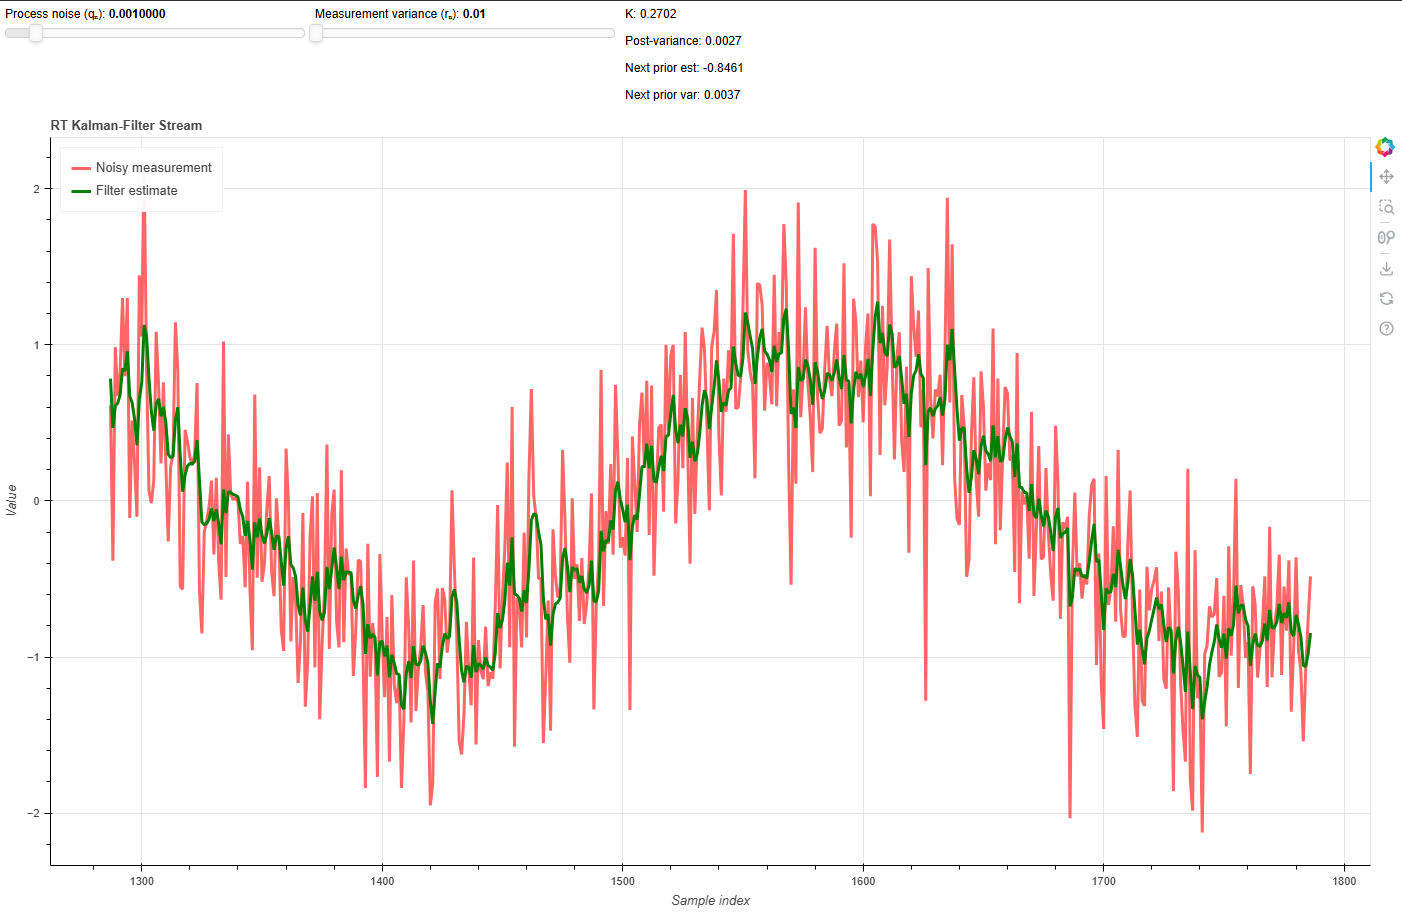 Process noise (qₙ): 0.0010000
Measurement variance (rₙ): 0.01
K: 0.2702
Post-variance: 0.0027
Next prior est: -0.8461
Next prior var: 0.0037
RT Kalman-Filter Stream
Noisy measurement
Filter estimate
2
1
0
−1
−2
Value
1300
1400
1500
1600
1700
1800
Sample index